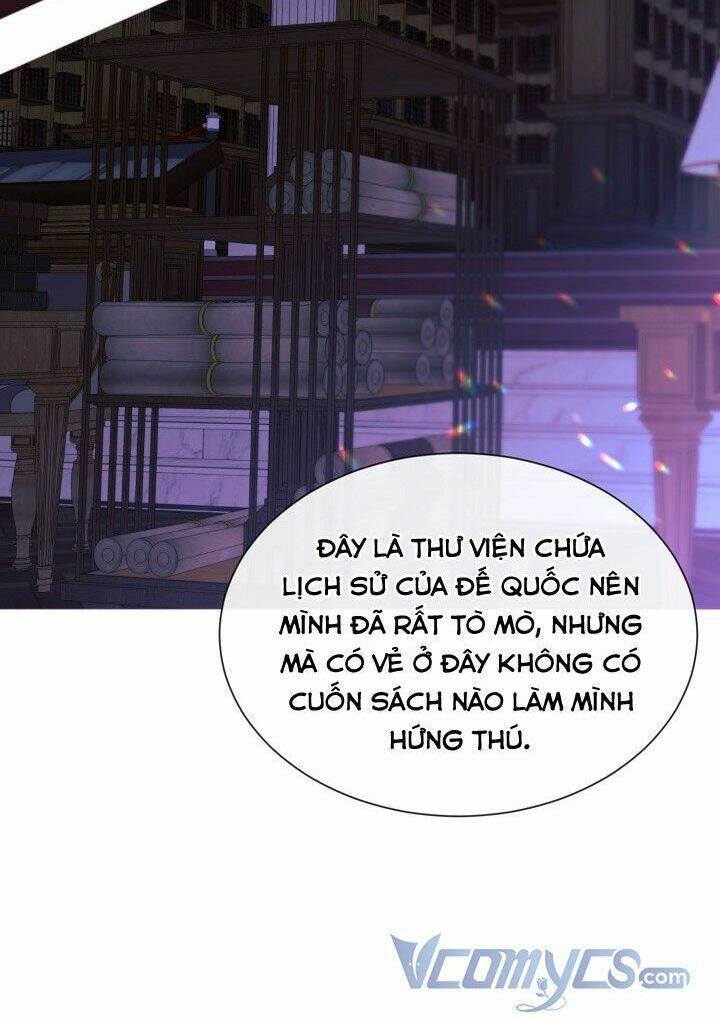 ĐÂY LÀ THƯ VIỆN CHỨA
LỊCH SỬ CỦA ĐẾ QUỐC NÊN
MÌNH ĐÃ RẤT TÒ MÒ, NHƯNG
MÀ CÓ VẺ Ở ĐÂY KHÔNG CÓ
CUỐN SÁCH NÀO LÀM MÌNH
HỨNG THÚ.
VCOMYCS.com